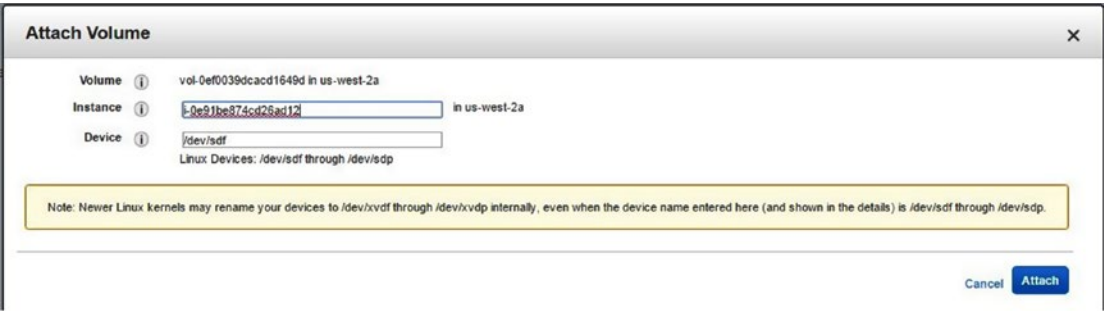 Attach Volume
×
Volume i vol-0ef0039dcacd1649d in us-west-2a
Instance i i-0e91be874cd26ad12 in us-west-2a
Device i /dev/sdf
Linux Devices: /dev/sdf through /dev/sdp
Note: Newer Linux kernels may rename your devices to /dev/xvdf through /dev/xvdp internally, even when the device name entered here (and shown in the details) is /dev/sdf through /dev/sdp.
Cancel Attach